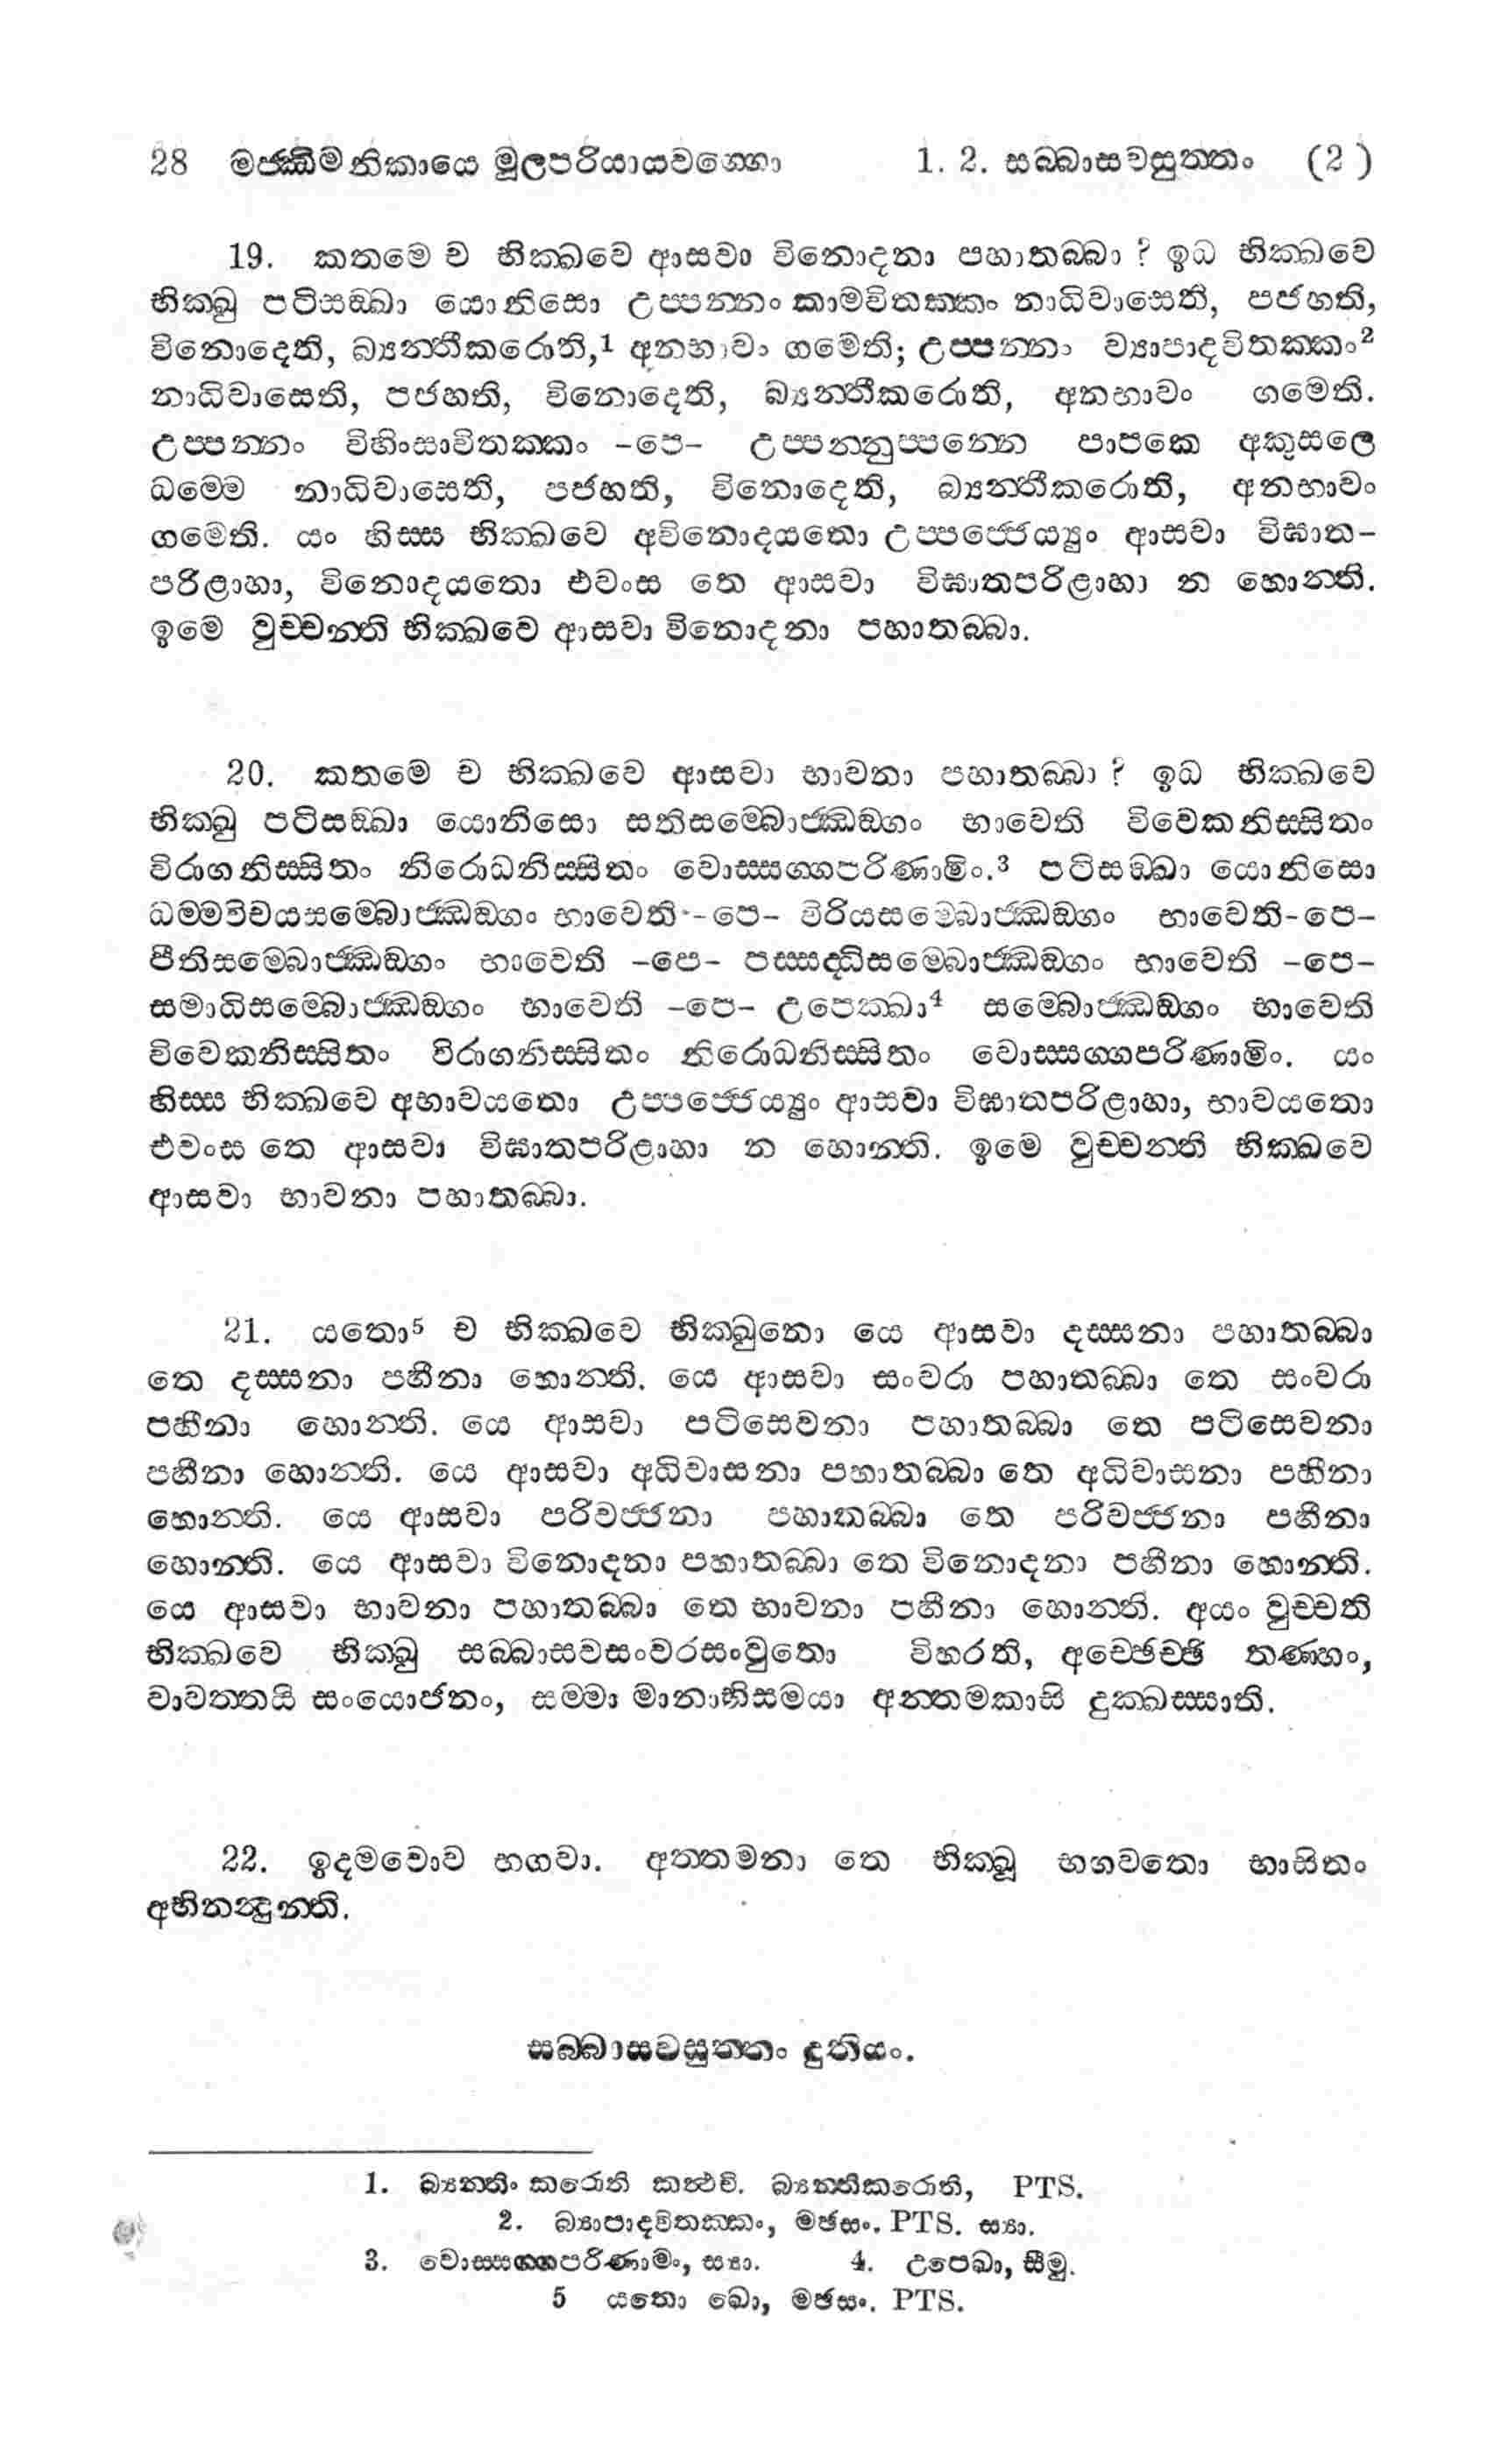 28 මජ්ඣිමනිකායෙ මූලපරියායවග්ගො 1. 2. සබ්බාසවසුත්තං (2)
19. කතමෙ ච භික්ඛවෙ ආසවා විනොදනා පහාතබ්බා? ඉධ භික්ඛවෙ
භික්ඛු පටිසඞ්ඛා යොනිසො උප්පන්නං කාමවිතක්කං නාධිවාසෙති, පජහති,
විනොදෙති, බ්‍යන්තීකරොති,1 අනභාවං ගමෙති; උප්පන්නං ව්‍යාපාදවිතක්කං2
නාධිවාසෙති, පජහති, විනොදෙති, බ්‍යන්තීකරොති, අනභාවං ගමෙති.
උප්පන්නං විහිංසාවිතක්කං -පෙ- උප්පන්නුප්පන්නෙ පාපකෙ අකුසලෙ
ධම්මෙ නාධිවාසෙති, පජහති, විනොදෙති, බ්‍යන්තීකරොති, අනභාවං
ගමෙති. යං හිස්ස භික්ඛවෙ අවිනොදයතො උප්පජ්ජෙය්‍යුං ආසවා විඝාත-
පරිළාහා, විනොදයතො එවංස තෙ ආසවා විඝාතපරිළාහා න හොන්ති.
ඉමෙ වුච්චන්ති භික්ඛවෙ ආසවා විනොදනා පහාතබ්බා.
20. කතමෙ ච භික්ඛවෙ ආසවා භාවනා පහාතබ්බා? ඉධ භික්ඛවෙ
භික්ඛු පටිසඞ්ඛා යොනිසො සතිසම්බොජ්ඣඞ්ගං භාවෙති විවෙකනිස්සිතං
විරාගනිස්සිතං නිරොධනිස්සිතං වොස්සග්ගපරිණාමිං.3 පටිසඞ්ඛා යොනිසො
ධම්මවිචයසම්බොජ්ඣඞ්ගං භාවෙති -පෙ- විරියසම්බොජ්ඣඞ්ගං භාවෙති-පෙ-
පීතිසම්බොජ්ඣඞ්ගං භාවෙති -පෙ- පස්සද්ධිසම්බොජ්ඣඞ්ගං භාවෙති -පෙ-
සමාධිසම්බොජ්ඣඞ්ගං භාවෙති -පෙ- උපෙක්ඛා4 සම්බොජ්ඣඞ්ගං භාවෙති
විවෙකනිස්සිතං විරාගනිස්සිතං නිරොධනිස්සිතං වොස්සග්ගපරිණාමිං. යං
හිස්ස භික්ඛවෙ අභාවයතො උප්පජ්ජෙය්‍යුං ආසවා විඝාතපරිළාහා, භාවයතො
එවංස තෙ ආසවා විඝාතපරිළාහා න හොන්ති. ඉමෙ වුච්චන්ති භික්ඛවෙ
ආසවා භාවනා පහාතබ්බා.
21. යතො5 ච භික්ඛවෙ භික්ඛුනො යෙ ආසවා දස්සනා පහාතබ්බා
තෙ දස්සනා පහීනා හොන්ති. යෙ ආසවා සංවරා පහාතබ්බා තෙ සංවරා
පහීනා හොන්ති. යෙ ආසවා පටිසෙවනා පහාතබ්බා තෙ පටිසෙවනා
පහීනා හොන්ති. යෙ ආසවා අධිවාසනා පහාතබ්බා තෙ අධිවාසනා පහීනා
හොන්ති. යෙ ආසවා පරිවජ්ජනා පහාතබ්බා තෙ පරිවජ්ජනා පහීනා
හොන්ති. යෙ ආසවා විනොදනා පහාතබ්බා තෙ විනොදනා පහීනා හොන්ති.
යෙ ආසවා භාවනා පහාතබ්බා තෙ භාවනා පහීනා හොන්ති. අයං වුච්චති
භික්ඛවෙ භික්ඛු සබ්බාසවසංවරසංවුතො විහරති, අච්ඡෙච්ඡි තණ්හං,
වාවත්තයි සංයොජනං, සම්මා මානාභිසමයා අන්තමකාසි දුක්ඛස්සාති.
22. ඉදමවොච භගවා. අත්තමනා තෙ භික්ඛූ භගවතො භාසිතං
අභිනන්දුන්ති.
සබ්බාසවසුත්තං දුතියං.
1. බ්‍යන්තිං කරොති කත්‍ථචි. බ්‍යන්තිකරොති, PTS.
2. බ්‍යාපාදවිතක්කං, මඡසං. PTS. ස්‍යා.
3. වොස්සග්ගපරිණාමං, ස්‍යා. 4. උපෙඛා, සීමු.
5 යතො ඛො, මඡසං. PTS.